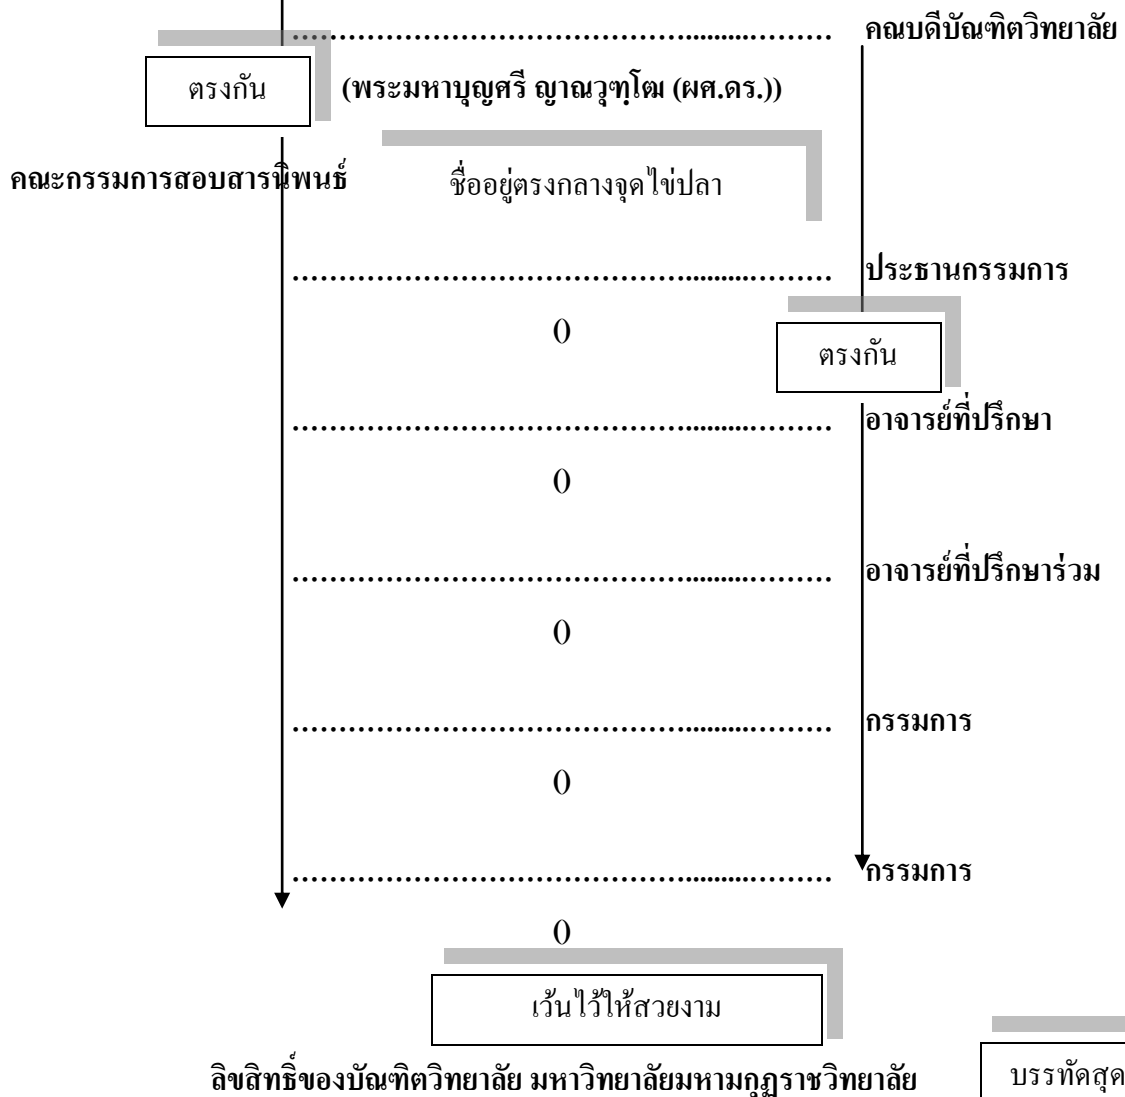 ……………………………………..........……… คณบดีบัณฑิตวิทยาลัย
ตรงกัน (พระมหาบุญศรี ญาณวุฑฺโฒ (ผศ.ดร.))
คณะกรรมการสอบสารนิพนธ์ ชื่ออยู่ตรงกลางจุดไข่ปลา
……………………………………..........……… ประธานกรรมการ
()
ตรงกัน
……………………………………..........……… อาจารย์ที่ปรึกษา
()
……………………………………..........……… อาจารย์ที่ปรึกษาร่วม
()
……………………………………..........……… กรรมการ
()
……………………………………..........……… กรรมการ
()
เว้นไว้ให้สวยงาม
ลิขสิทธิ์ของบัณฑิตวิทยาลัย มหาวิทยาลัยมหามกุฏราชวิทยาลัย
บรรทัดสุด